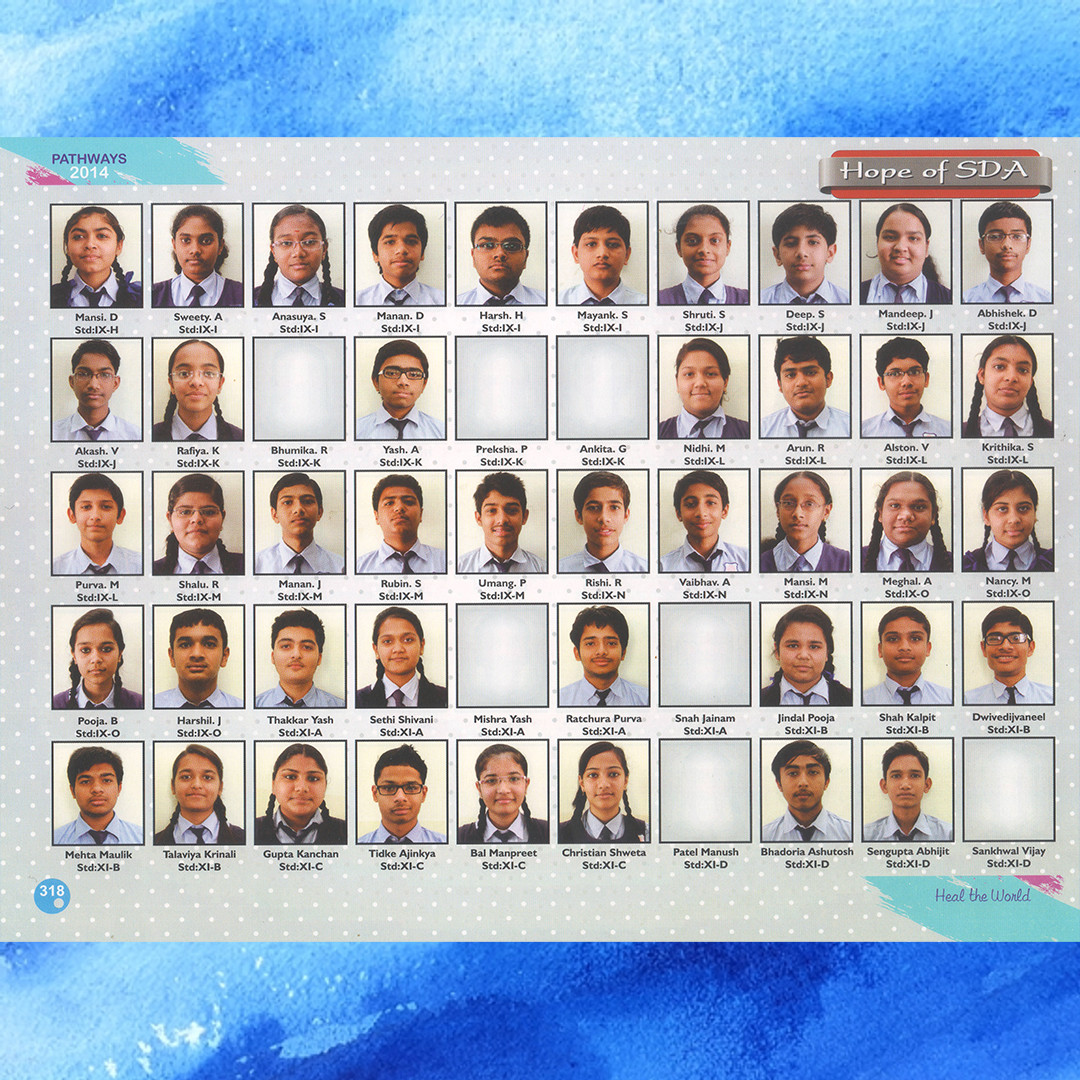 PATHWAYS
2014
Hope of SDA
Mansi. D Sweety. A Anasuya. S Manan. D Harsh. I Mayank. S Shruti. S Deep. S Mandeep. J Abhishek. D
Std:IX-H Std:IX-I Std:IX-I Std:IX-I Std:IX-I Std:IX-I Std:IX-J Std:IX-J Std:IX-J Std:IX-J
Akash. V Rafiya. K Bhumika. R Yash. A Preksha. P Ankita. G Nidhi. M Arun. R Alston. V Krithika. S
Std:IX-J Std:IX-K Std:IX-K Std:IX-K Std:IX-K Std:IX-K Std:IX-L Std:IX-L Std:IX-L Std:IX-L
Purva. M Shalu. R Manan. J Rubin. S Umang. P Rishi. R Vaibhav. A Mansi. M Meghal. A Nancy. M
Std:IX-L Std:IX-M Std:IX-M Std:IX-M Std:IX-M Std:IX-N Std:IX-N Std:IX-N Std:IX-O Std:IX-O
Pooja. B Harshil. J Thakkar Yash Sethi Shivani Mishra Yash Ratchura Purva Snah Jainam Jindal Pooja Shah Kalpit Dwivedijvaneel
Std:IX-O Std:IX-O Std:XI-A Std:XI-A Std:XI-A Std:XI-A Std:XI-A Std:XI-B Std:XI-B Std:XI-B
Mehta Maulik Talaviya Krinali Gupta Kanchan Tidke Ajinkya Bal Manpreet Christian Shweta Patel Manush Bhadoria Ashutosh Sengupta Abhijit Sankhwal Vijay
Std:XI-B Std:XI-B Std:XI-C Std:XI-C Std:XI-C Std:XI-C Std:XI-D Std:XI-D Std:XI-D Std:XI-D
318
Heal the World